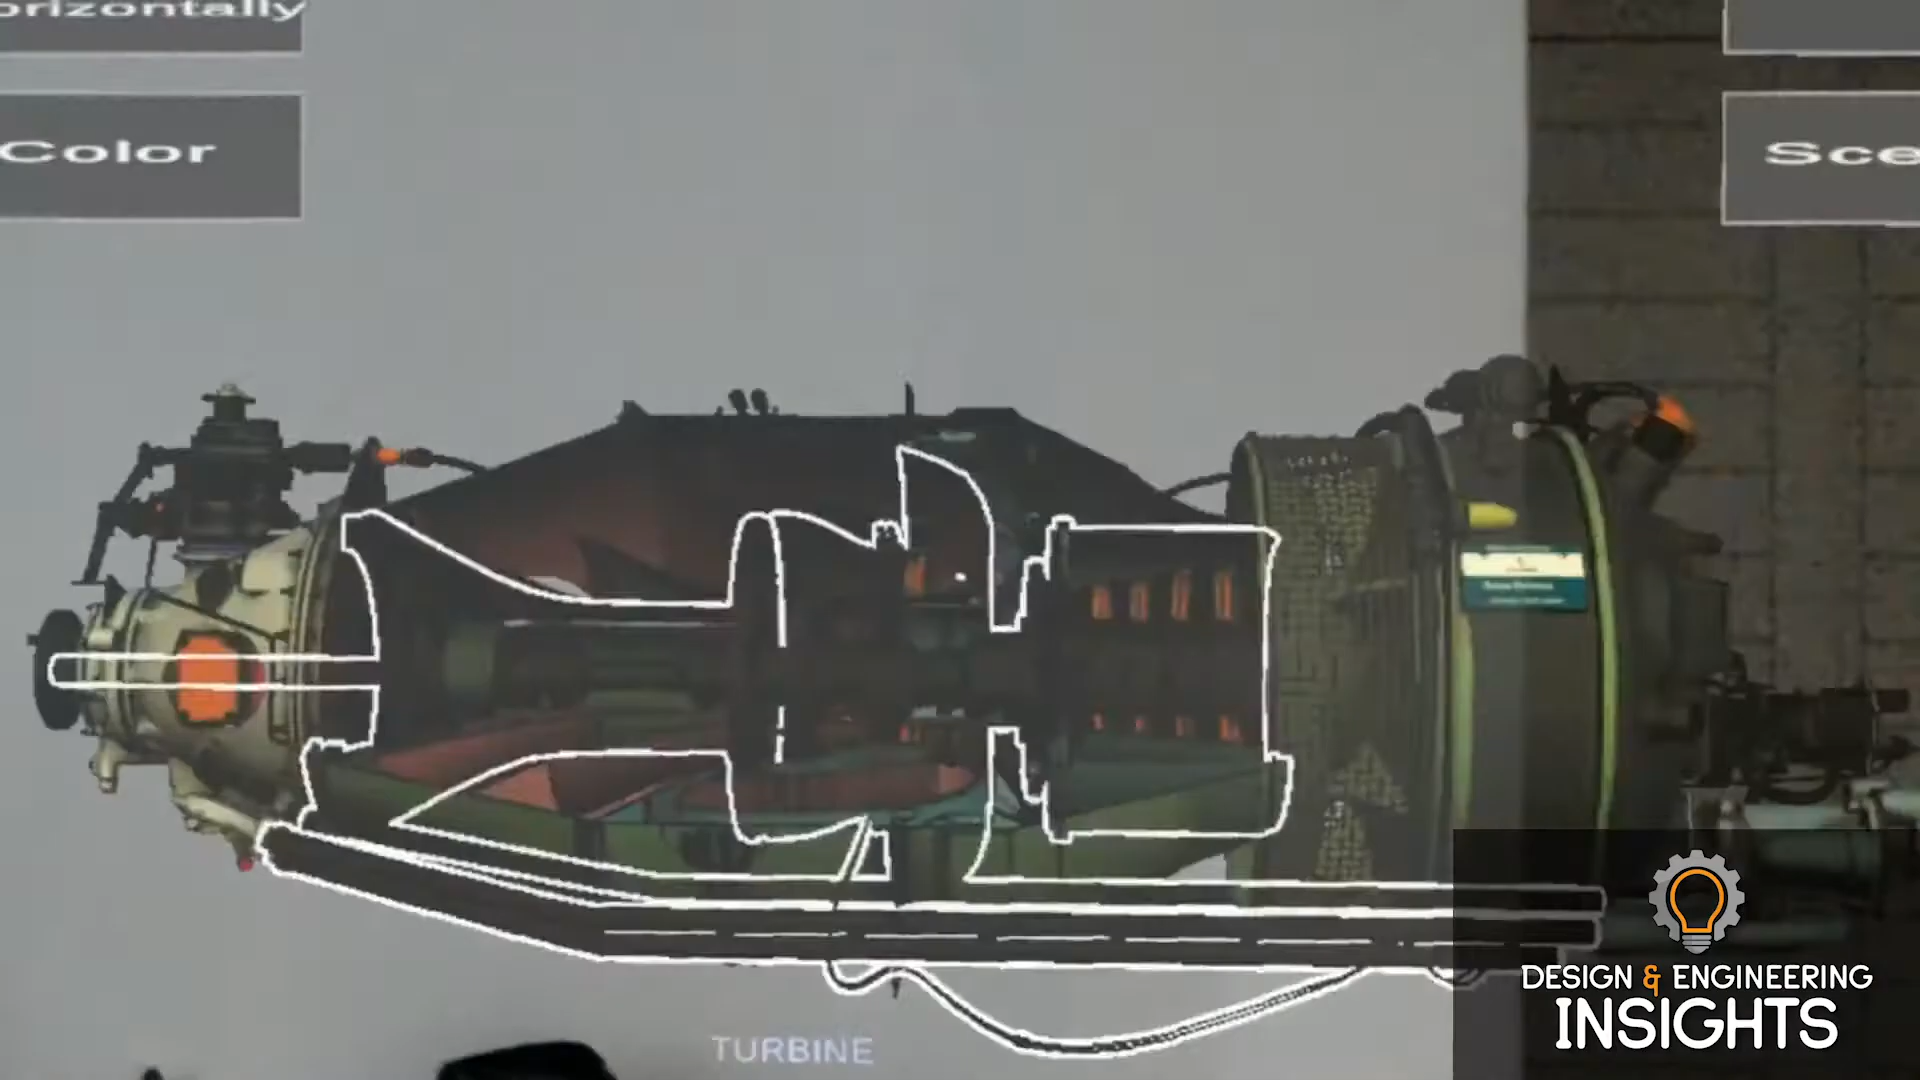 orizontally
Color
Sce
TURBINE
DESIGN & ENGINEERING
INSIGHTS